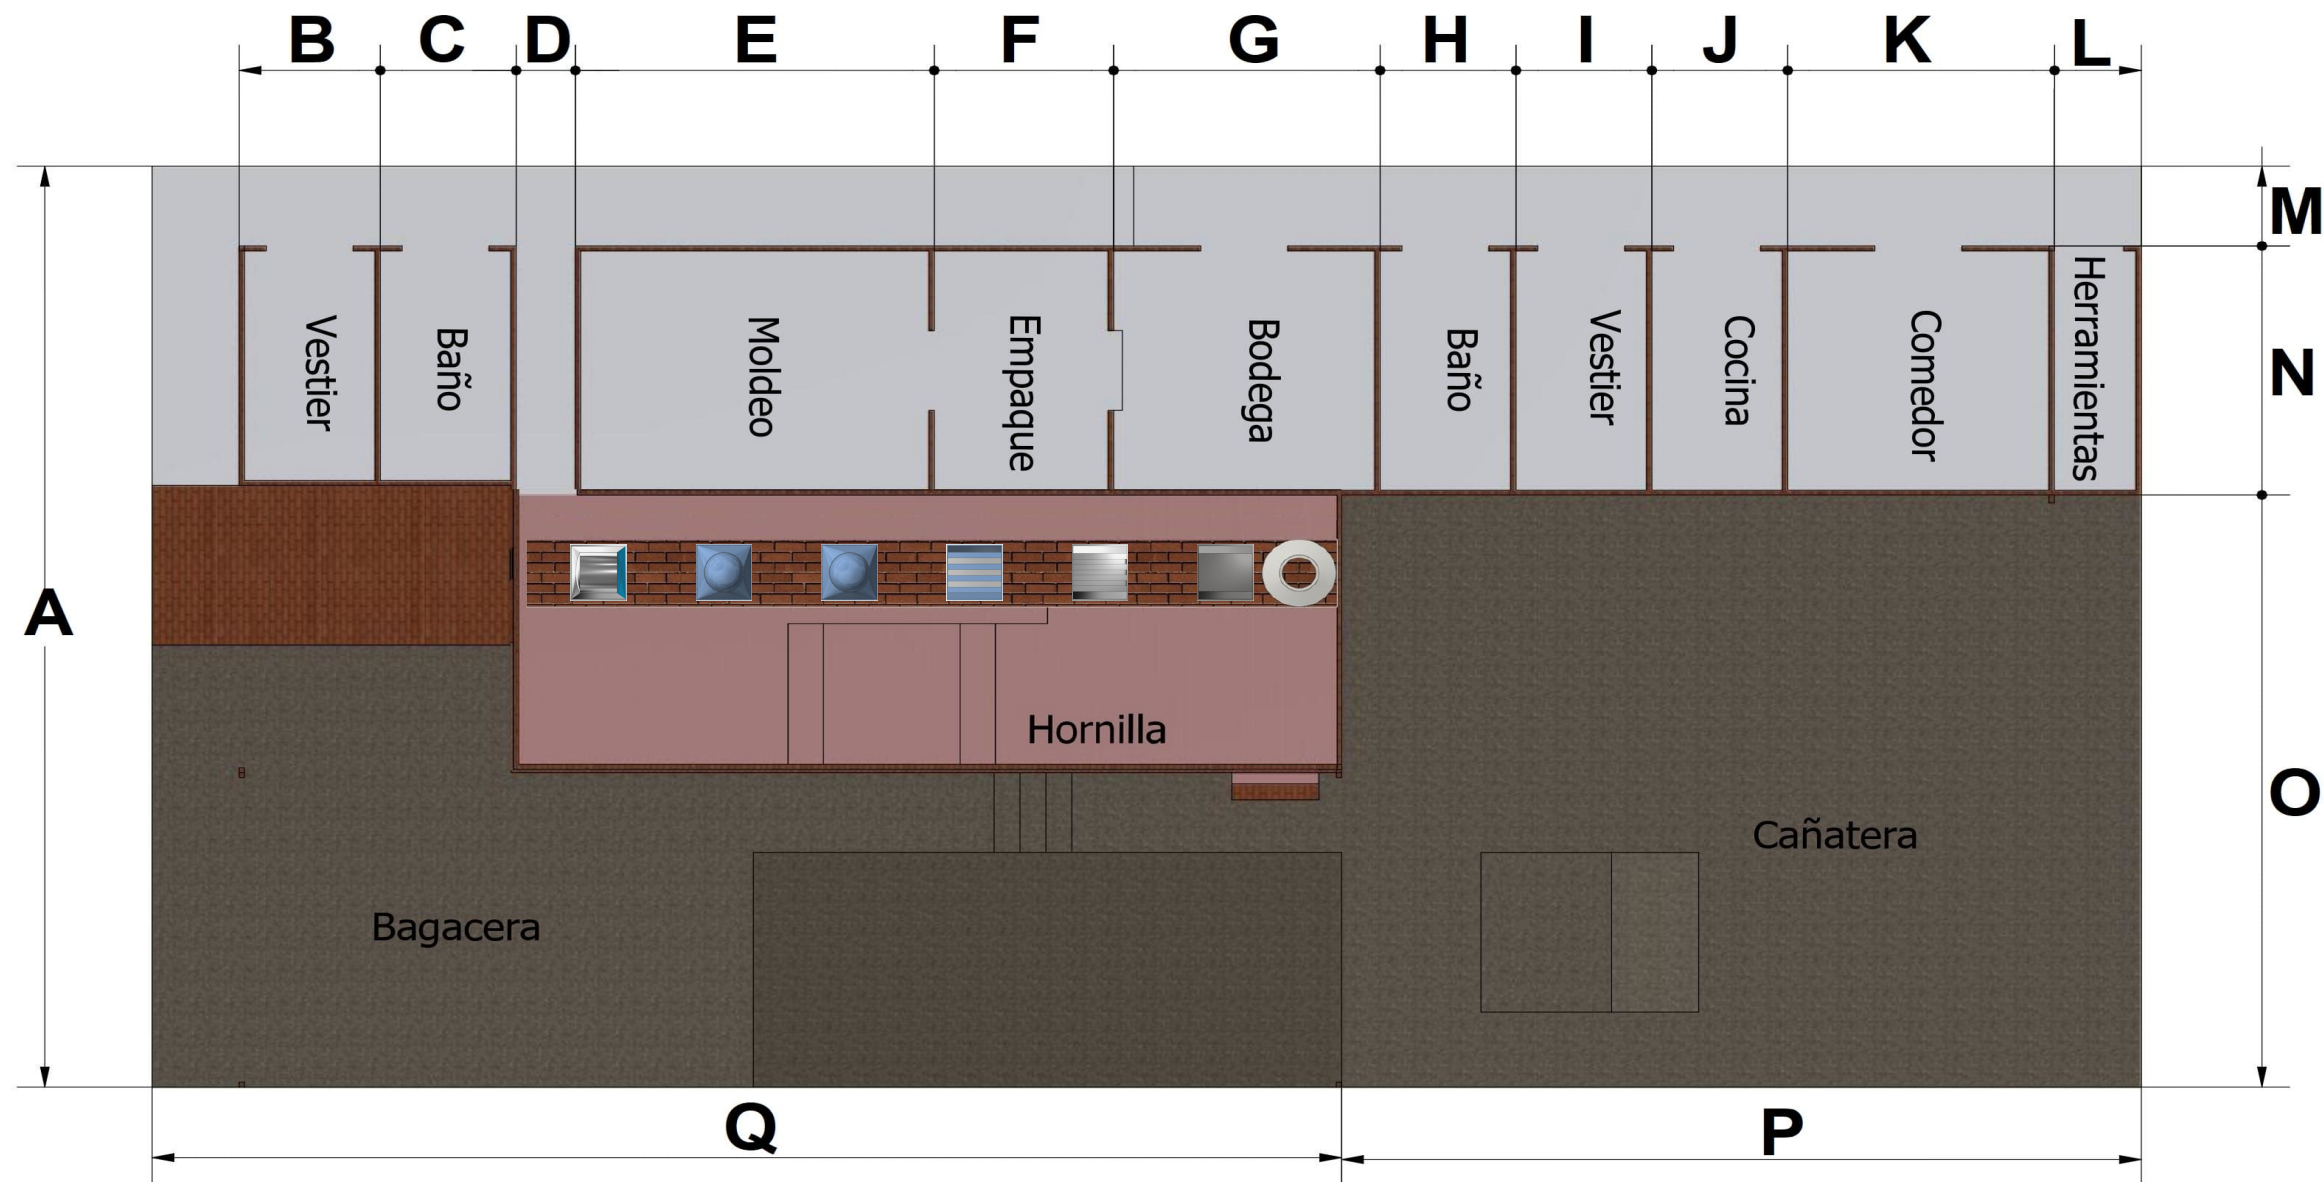 B C D E F G H I J K L
M
Vestier Baño Moldeo Empaque Bodega Baño Vestier Cocina Comedor Herramientas
N
A
Hornilla
O
Cañatera
Bagacera
Q P